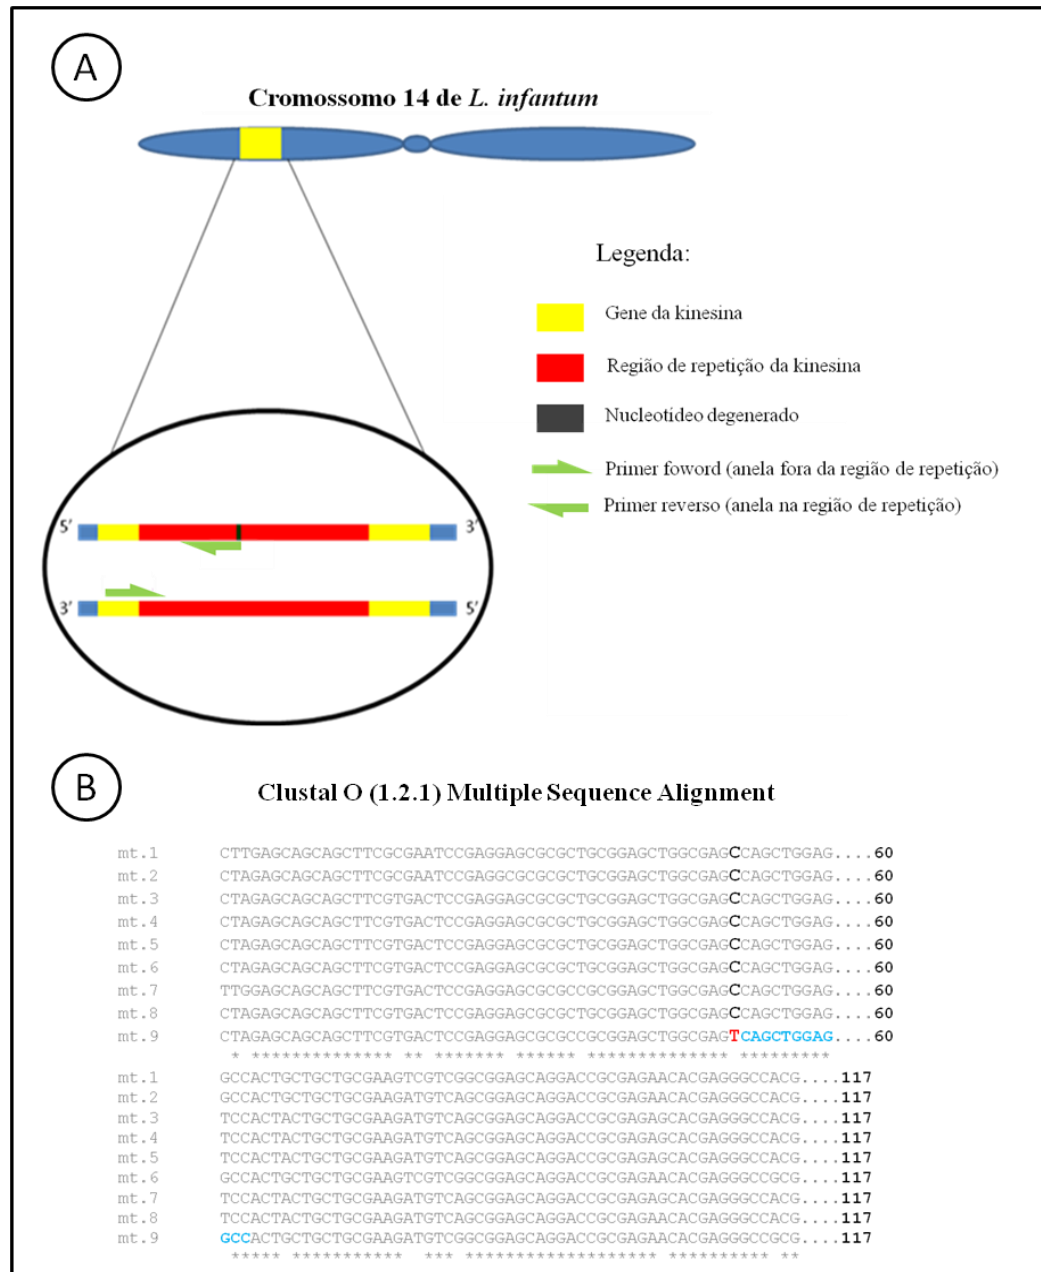 A
Cromossomo 14 de L. infantum
Legenda:
Gene da kinesina
Região de repetição da kinesina
Nucleotídeo degenerado
Primer foword (anela fora da região de repetição)
Primer reverso (anela na região de repetição)
5' 3'
3' 5'
B
Clustal O (1.2.1) Multiple Sequence Alignment
mt.1 CTTGAGCAGCAGCTTCGCGAATCCGAGGAGCGCGCTGCGGAGCTGGCGAGCCAGCTGGAG....60
mt.2 CTAGAGCAGCAGCTTCGCGAATCCGAGGCGCGCGCTGCGGAGCTGGCGAGCCAGCTGGAG....60
mt.3 CTAGAGCAGCAGCTTCGTGACTCCGAGGAGCGCGCTGCGGAGCTGGCGAGCCAGCTGGAG....60
mt.4 CTAGAGCAGCAGCTTCGTGACTCCGAGGAGCGCGCTGCGGAGCTGGCGAGCCAGCTGGAG....60
mt.5 CTAGAGCAGCAGCTTCGTGACTCCGAGGAGCGCGCTGCGGAGCTGGCGAGCCAGCTGGAG....60
mt.6 CTAGAGCAGCAGCTTCGTGACTCCGAGGAGCGCGCTGCGGAGCTGGCGAGCCAGCTGGAG....60
mt.7 TTGGAGCAGCAGCTTCGTGACTCCGAGGAGCGCGCCGCGGAGCTGGCGAGCCAGCTGGAG....60
mt.8 CTAGAGCAGCAGCTTCGTGACTCCGAGGAGCGCGCTGCGGAGCTGGCGAGCCAGCTGGAG....60
mt.9 CTAGAGCAGCAGCTTCGTGACTCCGAGGAGCGCGCCGCGGAGCTGGCGAGTCAGCTGGAG....60
* ************** ** ******* ****** ************** *********
mt.1 GCCACTGCTGCTGCGAAGTCGTCGGCGGAGCAGGACCGCGAGAACACGAGGGCCACG....117
mt.2 GCCACTGCTGCTGCGAAGATGTCAGCGGAGCAGGACCGCGAGAACACGAGGGCCACG....117
mt.3 TCCACTACTGCTGCGAAGATGTCAGCGGAGCAGGACCGCGAGAGCACGAGGGCCACG....117
mt.4 TCCACTACTGCTGCGAAGATGTCAGCGGAGCAGGACCGCGAGAGCACGAGGGCCACG....117
mt.5 TCCACTACTGCTGCGAAGATGTCAGCGGAGCAGGACCGCGAGAGCACGAGGGCCACG....117
mt.6 GCCACTGCTGCTGCGAAGTCGTCGGCGGAGCAGGACCGCGAGAACACGAGGGCCGCG....117
mt.7 TCCACTACTGCTGCGAAGATGTCAGCGGAGCAGGACCGCGAGAGCACGAGGGCCACG....117
mt.8 TCCACTACTGCTGCGAAGATGTCAGCGGAGCAGGACCGCGAGAACACGAGGGCCACG....117
mt.9 GCCACTGCTGCTGCGAAGATGTCGGCGGAGCAGGACCGCGAGAACACGAGGGCCGCG....117
***** *********** *** ******************* ********** **